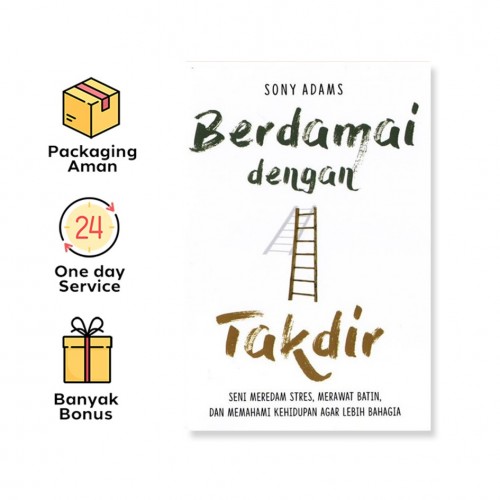 Packaging
Aman
24
One day
Service
Banyak
Bonus
SONY ADAMS
Berdamai
dengan
Takdir
SENI MEREDAM STRES, MERAWAT BATIN,
DAN MEMAHAMI KEHIDUPAN AGAR LEBIH BAHAGIA